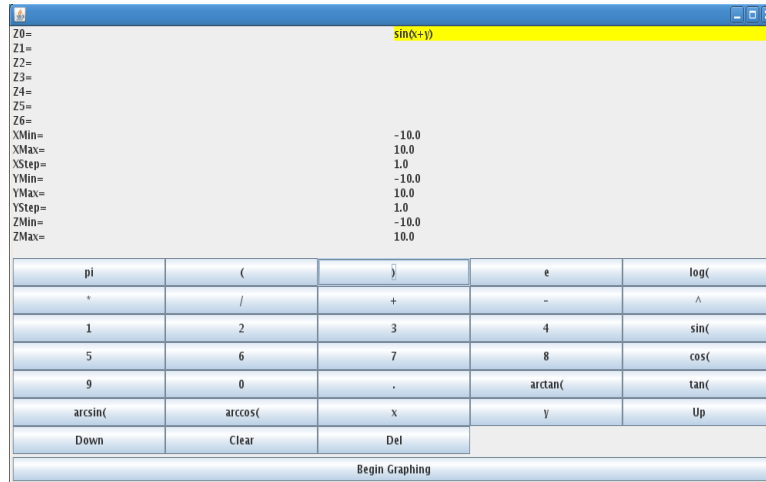 Z0= sin(x+y)
Z1=
Z2=
Z3=
Z4=
Z5=
Z6=
XMin= -10.0
XMax= 10.0
XStep= 1.0
YMin= -10.0
YMax= 10.0
YStep= 1.0
ZMin= -10.0
ZMax= 10.0
pi ( ) e log(
* / + - ^
1 2 3 4 sin(
5 6 7 8 cos(
9 0 . arctan( tan(
arcsin( arccos( x y Up
Down Clear Del
Begin Graphing